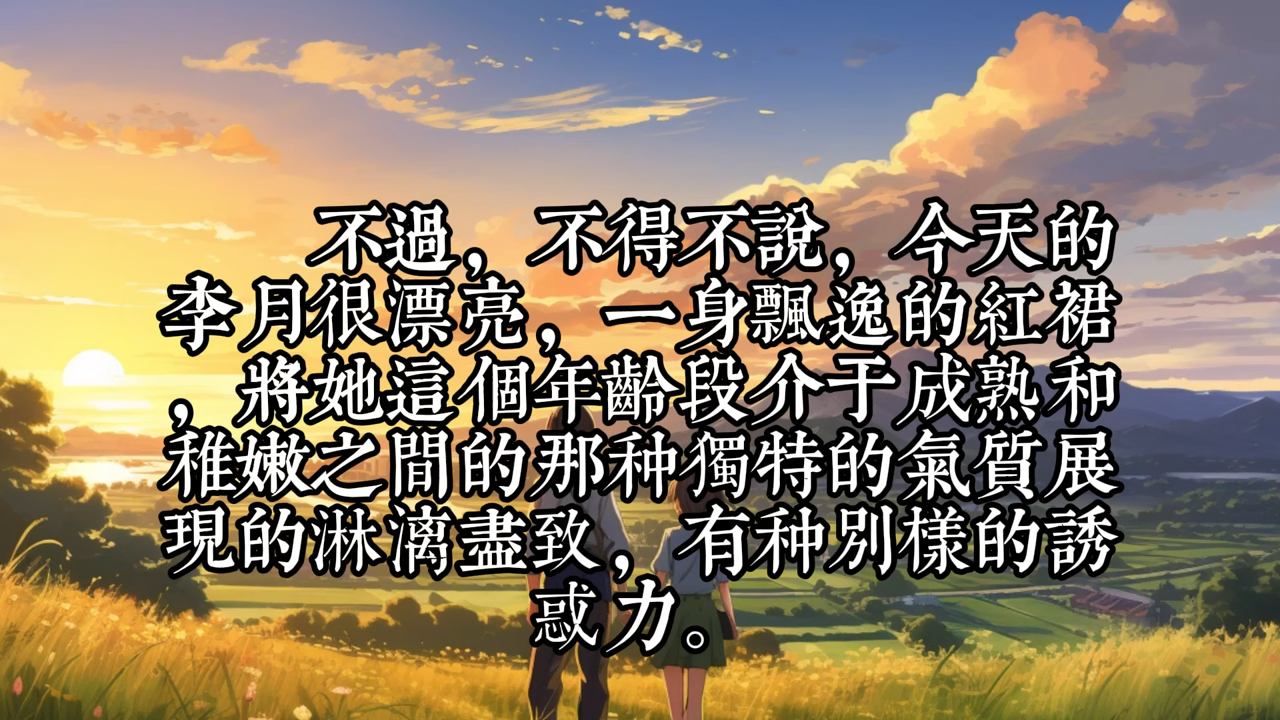 不過，不得不說，今天的
李月很漂亮，一身飄逸的紅裙
，將她這個年齡段介于成熟和
稚嫩之間的那种獨特的氣質展
現的淋漓盡致，有种別樣的誘
惑力。